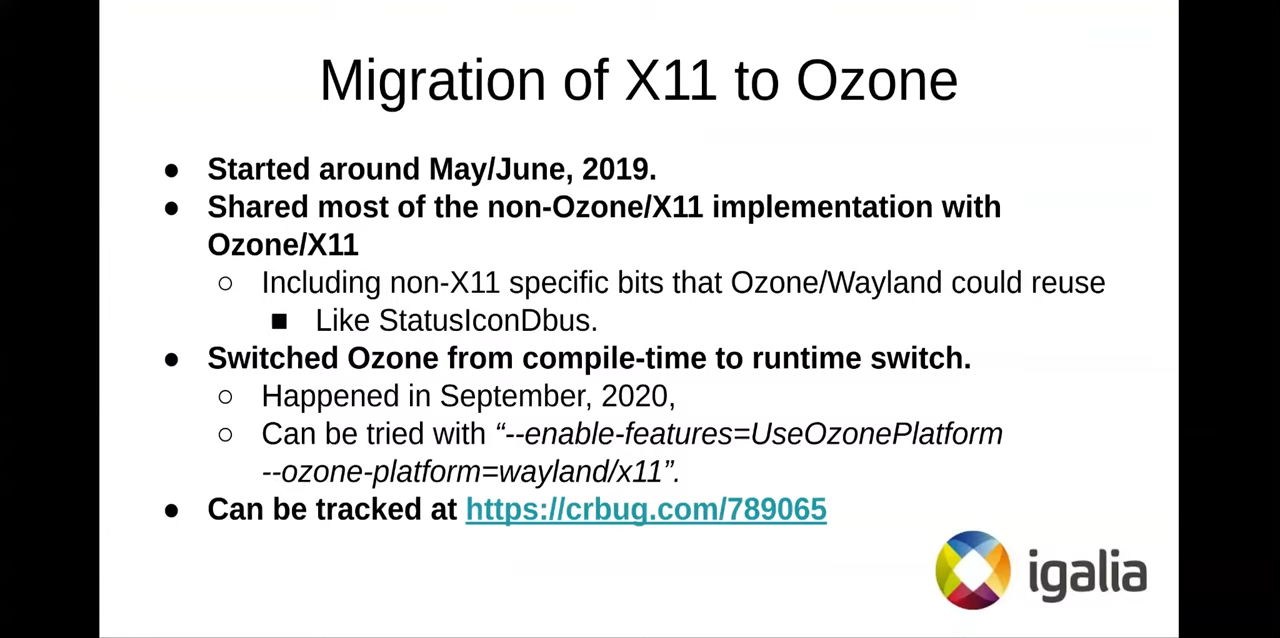 Migration of X11 to Ozone
● Started around May/June, 2019.
● Shared most of the non-Ozone/X11 implementation with
Ozone/X11
○ Including non-X11 specific bits that Ozone/Wayland could reuse
■ Like StatusIconDbus.
● Switched Ozone from compile-time to runtime switch.
○ Happened in September, 2020,
○ Can be tried with “--enable-features=UseOzonePlatform
--ozone-platform=wayland/x11”.
● Can be tracked at https://crbug.com/789065
igalia